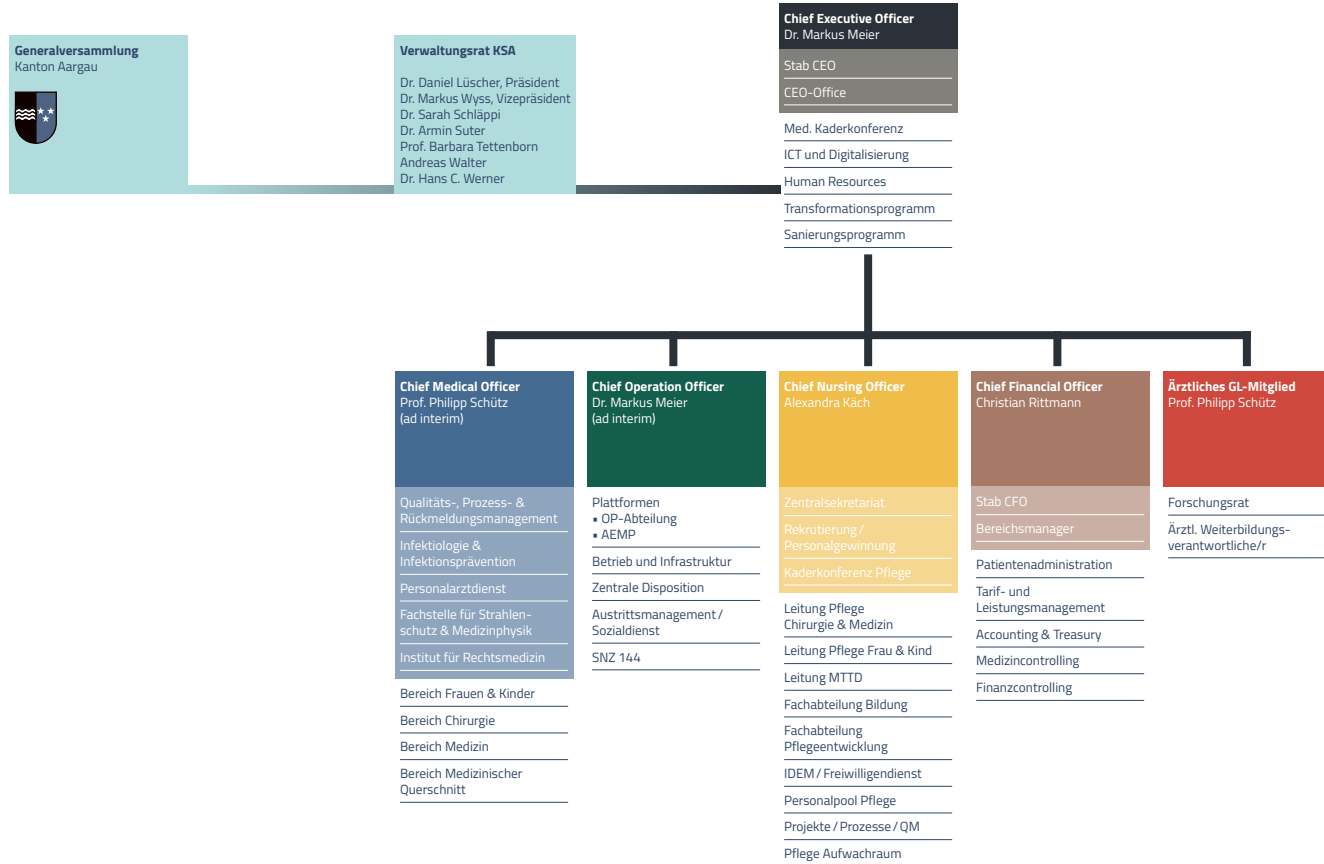 Generalversammlung
Kanton Aargau
Verwaltungsrat KSA
Dr. Daniel Lüscher, Präsident
Dr. Markus Wyss, Vizepräsident
Dr. Sarah Schläppi
Dr. Armin Suter
Prof. Barbara Tettenborn
Andreas Walter
Dr. Hans C. Werner
Chief Executive Officer
Dr. Markus Meier
Stab CEO
CEO-Office
Med. Kaderkonferenz
ICT und Digitalisierung
Human Resources
Transformationsprogramm
Sanierungsprogramm
Chief Medical Officer
Prof. Philipp Schütz
(ad interim)
Qualitäts-, Prozess- &
Rückmeldungsmanagement
Infektiologie &
Infektionsprävention
Personalarztdienst
Fachstelle für Strahlen-
schutz & Medizinphysik
Institut für Rechtsmedizin
Bereich Frauen & Kinder
Bereich Chirurgie
Bereich Medizin
Bereich Medizinischer
Querschnitt
Chief Operation Officer
Dr. Markus Meier
(ad interim)
Plattformen
▪ OP-Abteilung
▪ AEMP
Betrieb und Infrastruktur
Zentrale Disposition
Austrittsmanagement /
Sozialdienst
SNZ 144
Chief Nursing Officer
Alexandra Käch
Zentralsekretariat
Rekrutierung /
Personalgewinnung
Kaderkonferenz Pflege
Leitung Pflege
Chirurgie & Medizin
Leitung Pflege Frau & Kind
Leitung MTTD
Fachabteilung Bildung
Fachabteilung
Pflegeentwicklung
IDEM / Freiwilligendienst
Personalpool Pflege
Projekte / Prozesse / QM
Pflege Aufwachraum
Chief Financial Officer
Christian Rittmann
Stab CFO
Bereichsmanager
Patientenadministration
Tarif- und
Leistungsmanagement
Accounting & Treasury
Medizincontrolling
Finanzcontrolling
Ärztliches GL-Mitglied
Prof. Philipp Schütz
Forschungsrat
Ärztl. Weiterbildungs-
verantwortliche/r